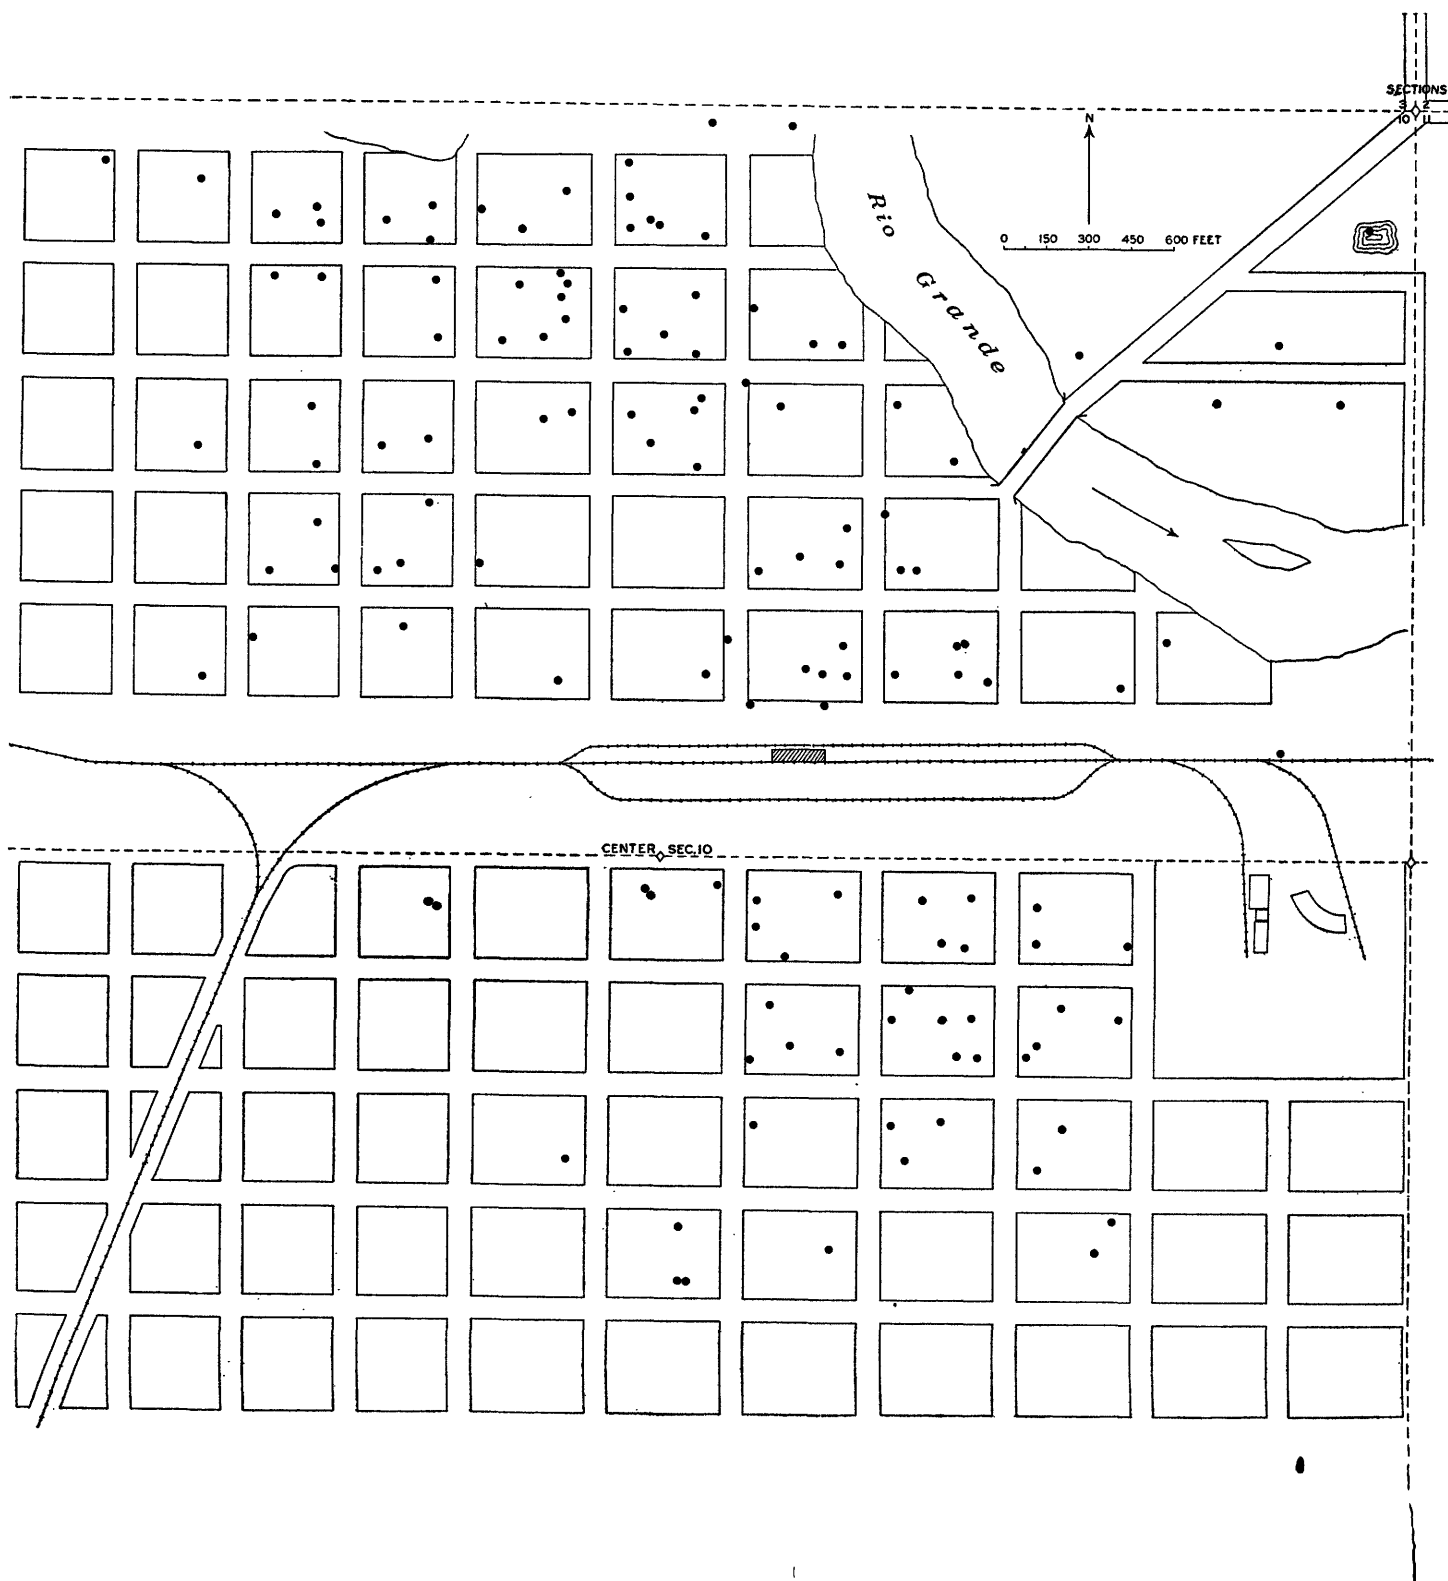 SECTIONS
3 2
10 11
N
Rio Grande
0 150 300 450 600 FEET
CENTER SEC.10